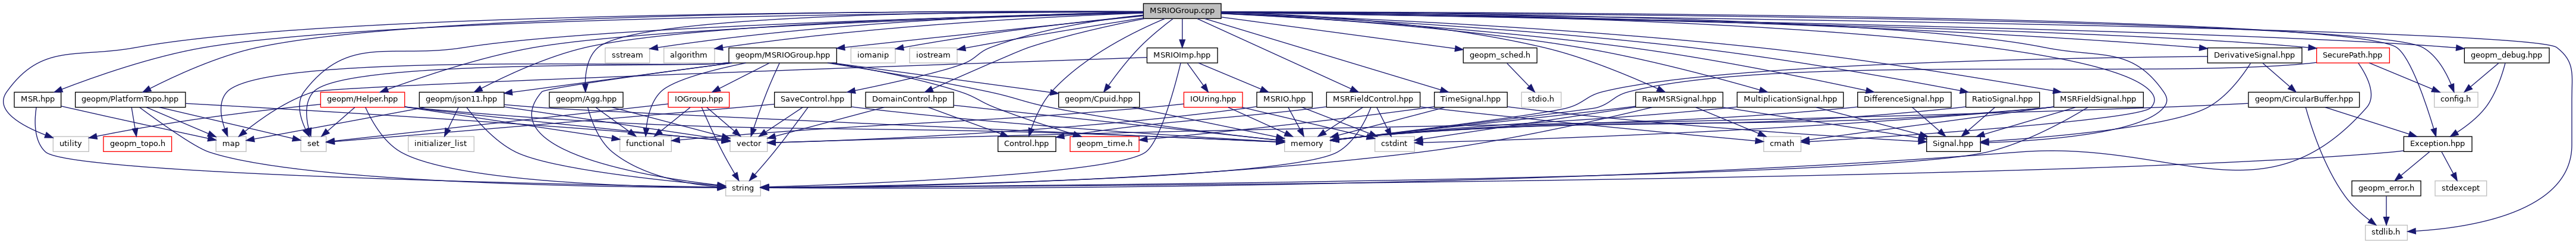 MSRIOGroup.cpp
sstream
algorithm
geopm/MSRIOGroup.hpp
iomanip
iostream
MSRIOImp.hpp
geopm_sched.h
DerivativeSignal.hpp
SecurePath.hpp
geopm_debug.hpp
MSR.hpp
geopm/PlatformTopo.hpp
geopm/Helper.hpp
geopm/json11.hpp
geopm/Agg.hpp
IOGroup.hpp
SaveControl.hpp
DomainControl.hpp
geopm/Cpuid.hpp
IOUring.hpp
MSRIO.hpp
MSRFieldControl.hpp
TimeSignal.hpp
stdio.h
RawMSRSignal.hpp
MultiplicationSignal.hpp
DifferenceSignal.hpp
RatioSignal.hpp
MSRFieldSignal.hpp
geopm/CircularBuffer.hpp
config.h
utility
geopm_topo.h
map
set
initializer_list
functional
vector
Control.hpp
geopm_time.h
memory
cstdint
cmath
Signal.hpp
Exception.hpp
string
geopm_error.h
stdexcept
stdlib.h